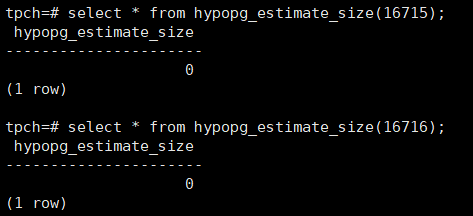 tpch=# select * from hypopg_estimate_size(16715);
 hypopg_estimate_size
----------------------
                    0
(1 row)

tpch=# select * from hypopg_estimate_size(16716);
 hypopg_estimate_size
----------------------
                    0
(1 row)